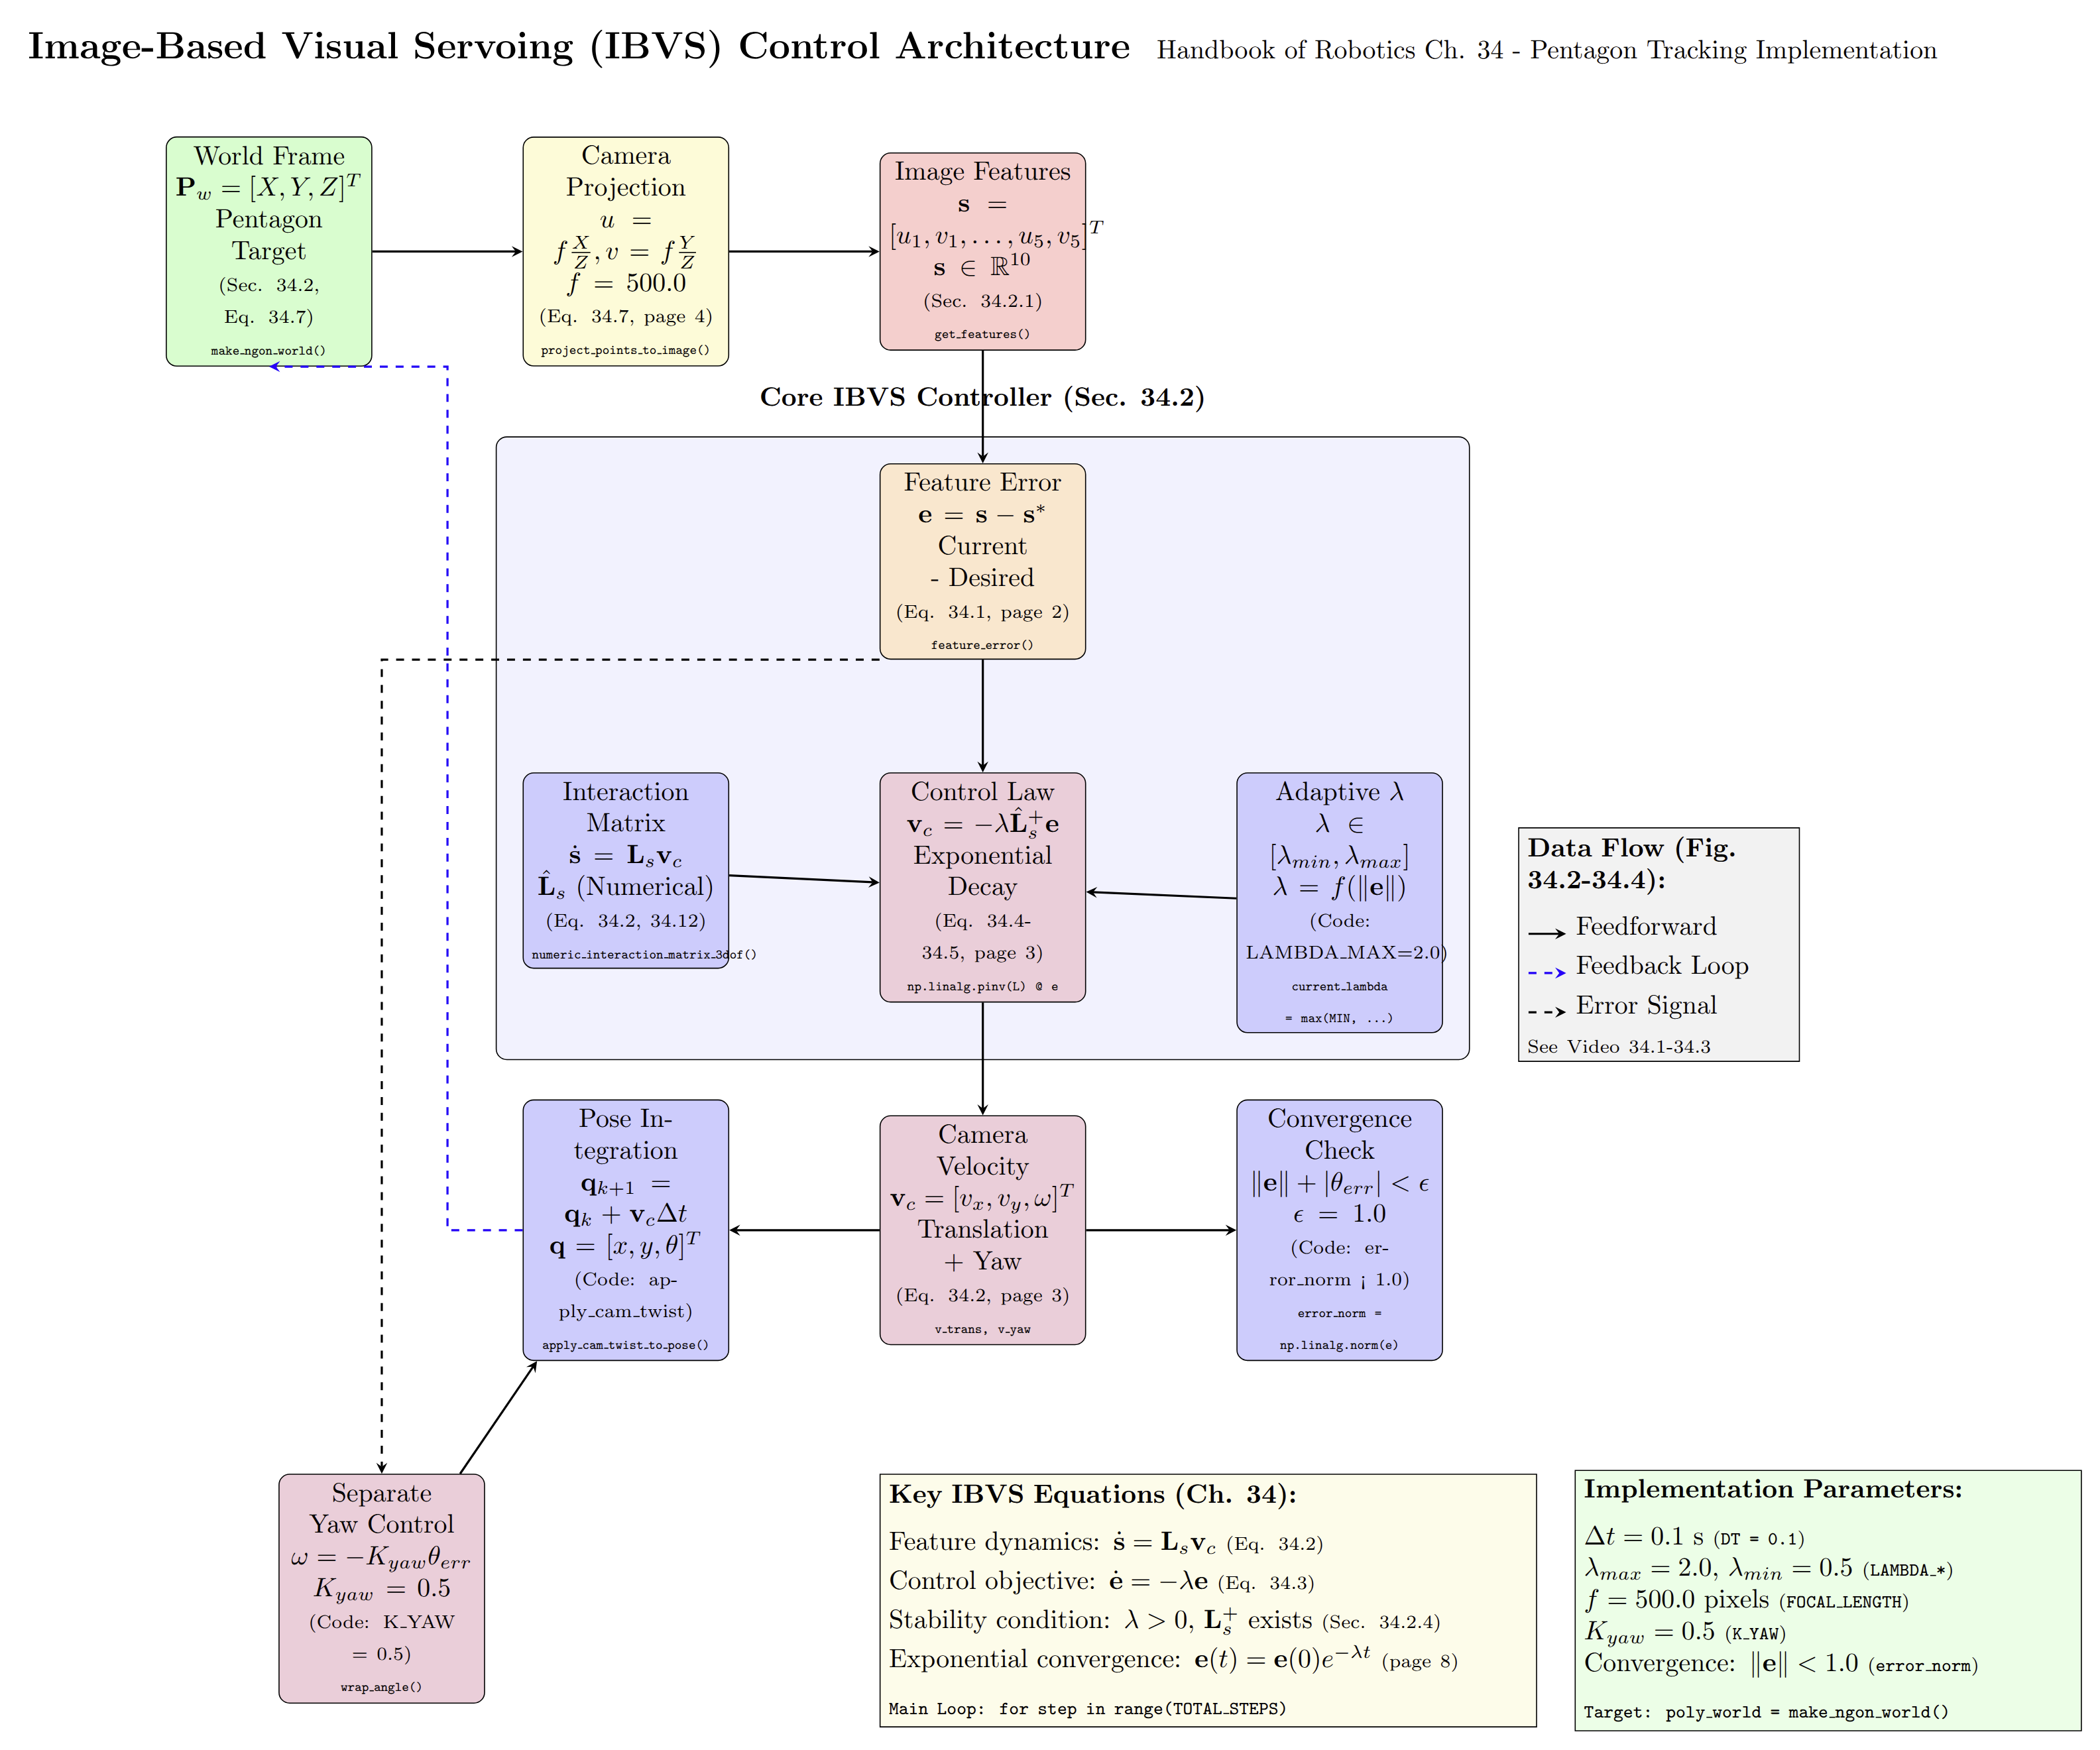 Image-Based Visual Servoing (IBVS) Control Architecture Handbook of Robotics Ch. 34 - Pentagon Tracking Implementation
World Frame
𝐏_w = [X, Y, Z]^T
Pentagon
Target
(Sec. 34.2,
Eq. 34.7)
make_ngon_world()
Camera
Projection
u =
f X/Z, v = f Y/Z
f = 500.0
(Eq. 34.7, page 4)
project_points_to_image()
Image Features
𝐬 =
[u₁, v₁, …, u₅, v₅]^T
𝐬 ∈ ℝ¹⁰
(Sec. 34.2.1)
get_features()
Core IBVS Controller (Sec. 34.2)
Feature Error
𝐞 = 𝐬 − 𝐬*
Current
- Desired
(Eq. 34.1, page 2)
feature_error()
Interaction
Matrix
𝐬̇ = 𝐋_s𝐯_c
𝐋̂_s (Numerical)
(Eq. 34.2, 34.12)
numeric_interaction_matrix_3dof()
Control Law
𝐯_c = −λ𝐋̂_s^+𝐞
Exponential
Decay
(Eq. 34.4-
34.5, page 3)
np.linalg.pinv(L) @ e
Adaptive λ
λ ∈
[λ_min, λ_max]
λ = f(‖𝐞‖)
(Code:
LAMBDA_MAX=2.0)
current_lambda
= max(MIN, ...)
Data Flow (Fig.
34.2-34.4):
Feedforward
Feedback Loop
Error Signal
See Video 34.1-34.3
Pose In-
tegration
𝐪_{k+1} =
𝐪_k + 𝐯_cΔt
𝐪 = [x, y, θ]^T
(Code: ap-
ply_cam_twist)
apply_cam_twist_to_pose()
Camera
Velocity
𝐯_c = [v_x, v_y, ω]^T
Translation
+ Yaw
(Eq. 34.2, page 3)
v_trans, v_yaw
Convergence
Check
‖𝐞‖ + |θ_err| < ϵ
ϵ = 1.0
(Code: er-
ror_norm ¡ 1.0)
error_norm =
np.linalg.norm(e)
Separate
Yaw Control
ω = −K_yaw θ_err
K_yaw = 0.5
(Code: K_YAW
= 0.5)
wrap_angle()
Key IBVS Equations (Ch. 34):
Feature dynamics: 𝐬̇ = 𝐋_s𝐯_c (Eq. 34.2)
Control objective: 𝐞̇ = −λ𝐞 (Eq. 34.3)
Stability condition: λ > 0, 𝐋_s^+ exists (Sec. 34.2.4)
Exponential convergence: 𝐞(t) = 𝐞(0)e^{−λt} (page 8)
Main Loop: for step in range(TOTAL_STEPS)
Implementation Parameters:
Δt = 0.1 s (DT = 0.1)
λ_max = 2.0, λ_min = 0.5 (LAMBDA_*)
f = 500.0 pixels (FOCAL_LENGTH)
K_yaw = 0.5 (K_YAW)
Convergence: ‖𝐞‖ < 1.0 (error_norm)
Target: poly_world = make_ngon_world()